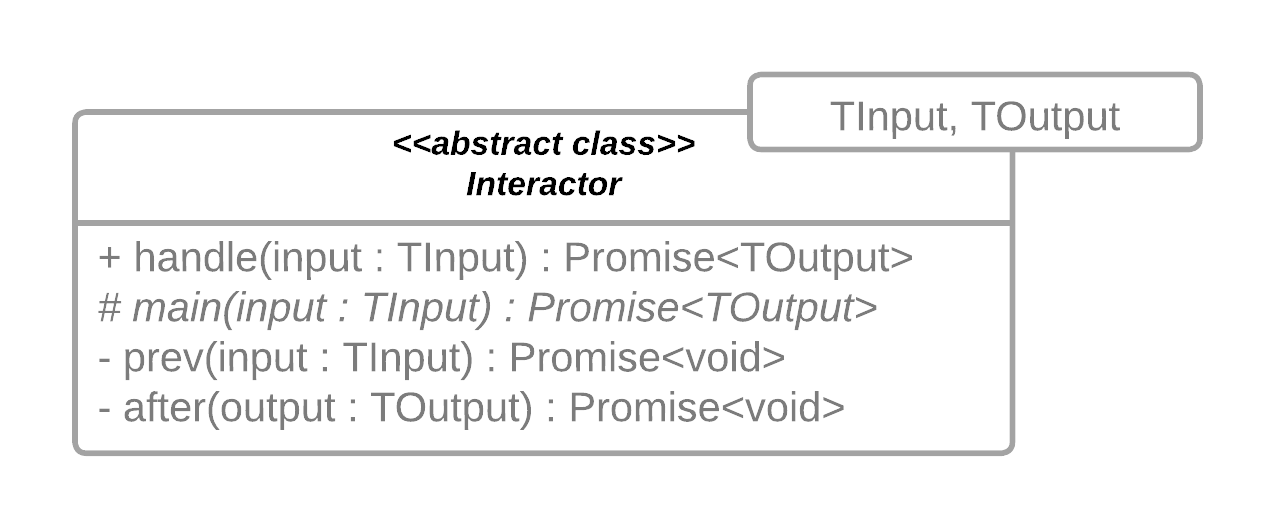 TInput, TOutput
<<abstract class>>
Interactor
+ handle(input : TInput) : Promise<TOutput>
# main(input : TInput) : Promise<TOutput>
- prev(input : TInput) : Promise<void>
- after(output : TOutput) : Promise<void>